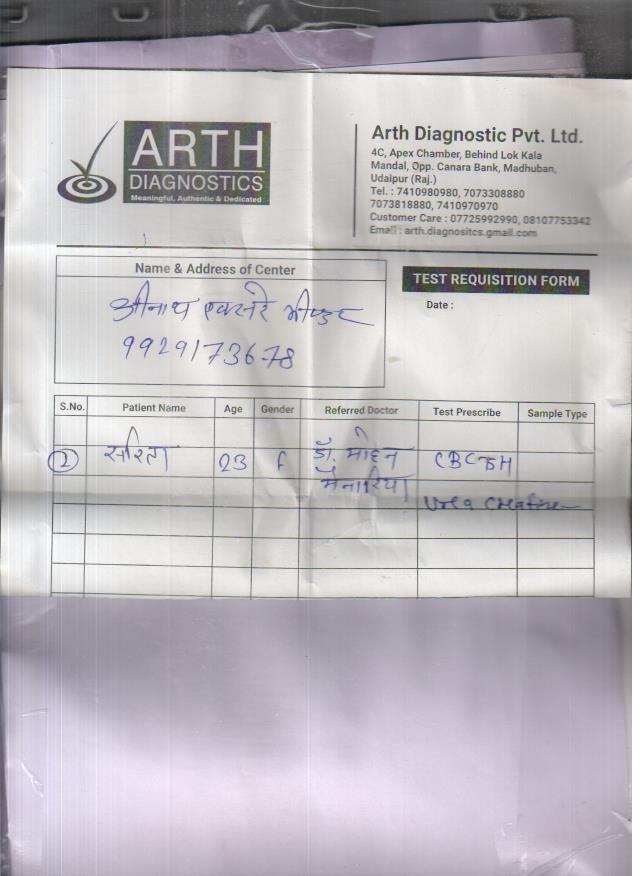 ARTH
DIAGNOSTICS
Meaningful, Authentic & Dedicated
Arth Diagnostic Pvt. Ltd.
4C, Apex Chamber, Behind Lok Kala
Mandal, Opp. Canara Bank, Madhuban,
Udaipur (Raj.)
Tel. : 7410980980, 7073308880
7073818880, 7410970970
Customer Care : 07725992990, 08107753342
Email : arth.diagnositcs.gmail.com
Name & Address of Center
श्रीनाथ एक्सरे भीण्डर
9929173678
TEST REQUISITION FORM
Date :
S.No. Patient Name Age Gender Referred Doctor Test Prescribe Sample Type
2 सरिता 23 F डॉ. मोहन CBC TSH
मेनारिया
Urea